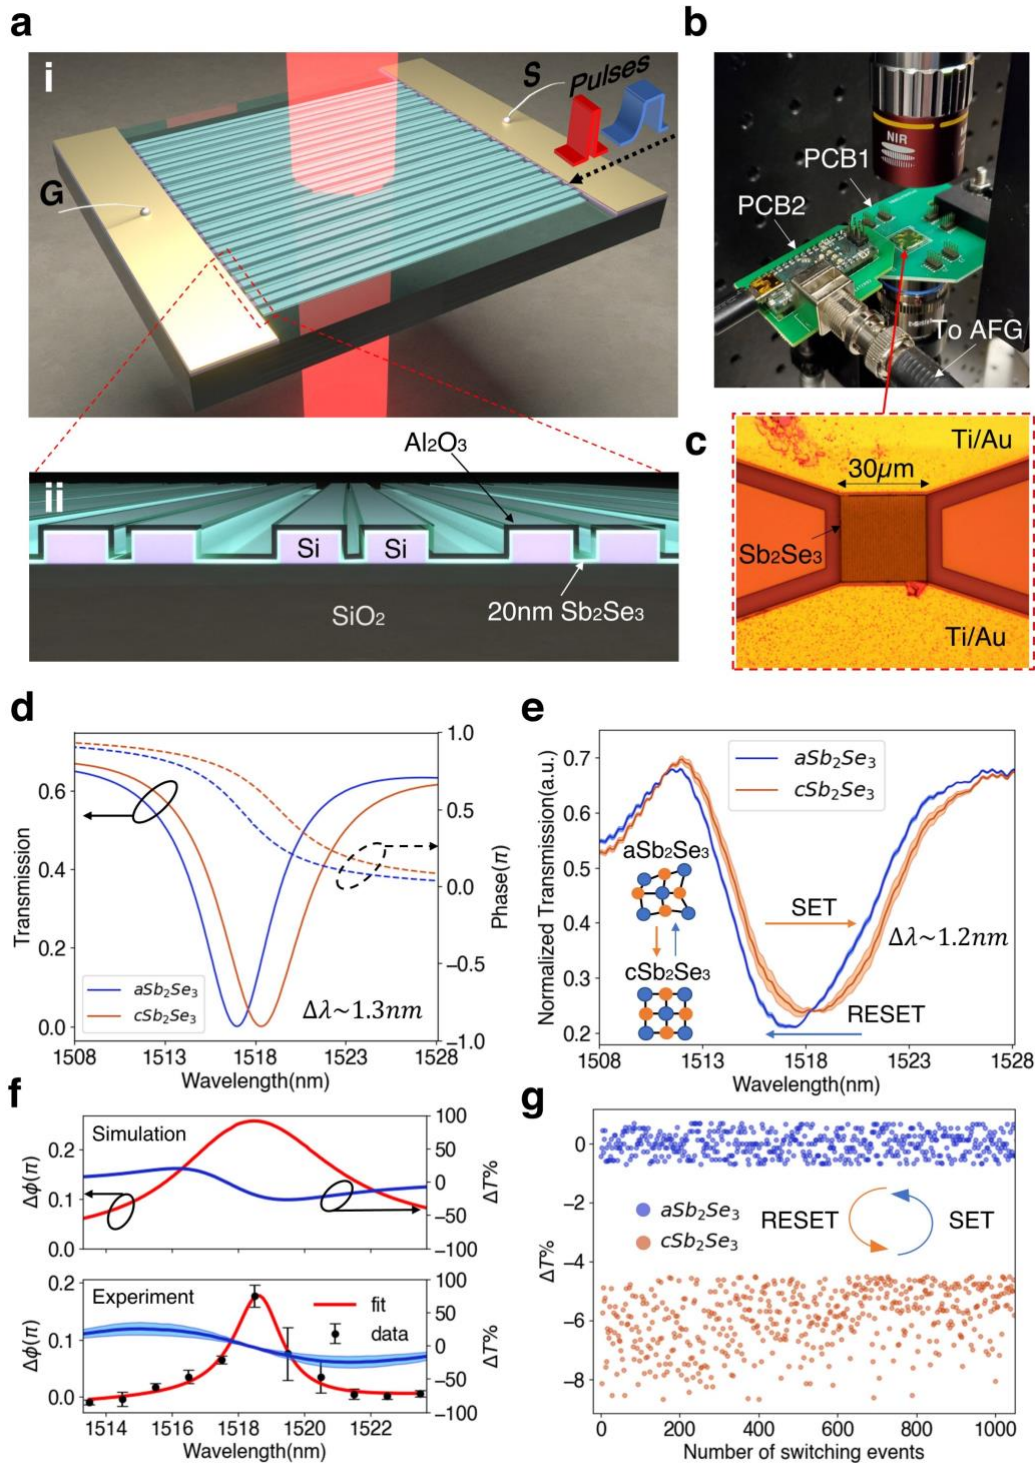 a
i
S
Pulses
G
Al₂O₃
ii
Si
Si
SiO₂
20nm Sb₂Se₃
b
NIR
PCB1
PCB2
To AFG
c
Ti/Au
30μm
Sb₂Se₃
Ti/Au
d
Transmission
0.6
0.4
0.2
0.0
1.0
0.5
0.0
−0.5
−1.0
Phase(π)
aSb₂Se₃
cSb₂Se₃
Δλ~1.3nm
1508
1513
1518
1523
1528
Wavelength(nm)
e
Normalized Transmission(a.u.)
0.7
0.6
0.5
0.4
0.3
0.2
aSb₂Se₃
cSb₂Se₃
aSb₂Se₃
cSb₂Se₃
SET
Δλ~1.2nm
RESET
1508
1513
1518
1523
1528
Wavelength(nm)
f
Simulation
Δϕ(π)
0.2
0.1
0.0
100
50
0
−50
−100
ΔT%
Experiment
Δϕ(π)
0.2
0.1
0.0
fit
data
100
50
0
−50
−100
ΔT%
1514
1516
1518
1520
1522
Wavelength(nm)
g
ΔT%
0
−2
−4
−6
−8
aSb₂Se₃
cSb₂Se₃
RESET
SET
0
200
400
600
800
1000
Number of switching events